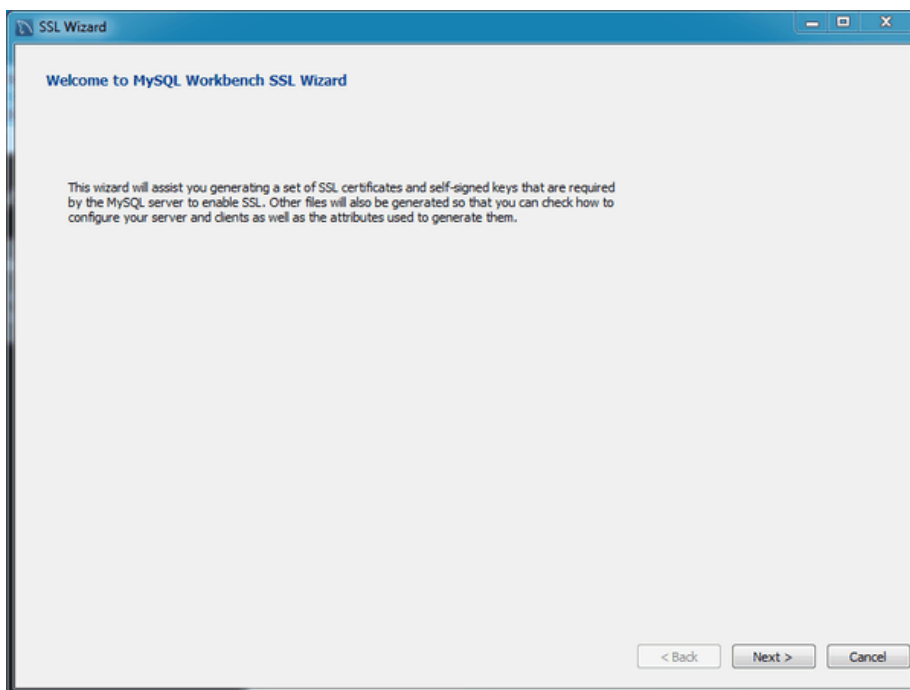 SSL Wizard
Welcome to MySQL Workbench SSL Wizard
This wizard will assist you generating a set of SSL certificates and self-signed keys that are required
by the MySQL server to enable SSL. Other files will also be generated so that you can check how to
configure your server and clients as well as the attributes used to generate them.
< Back
Next >
Cancel